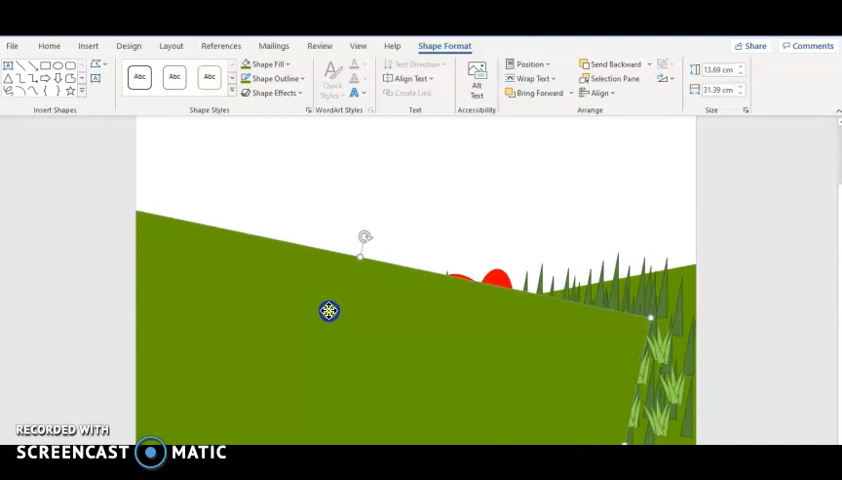 File Home Insert Design Layout References Mailings Review View Help Shape Format Share Comments
Abc Abc Abc
Shape Fill
Shape Outline
Shape Effects
Quick Styles
A
Text Direction
Align Text
Create Link
Alt Text
Position
Wrap Text
Bring Forward
Send Backward
Selection Pane
Align
13.69 cm
31.39 cm
Insert Shapes Shape Styles WordArt Styles Text Accessibility Arrange Size
RECORDED WITH
SCREENCAST MATIC